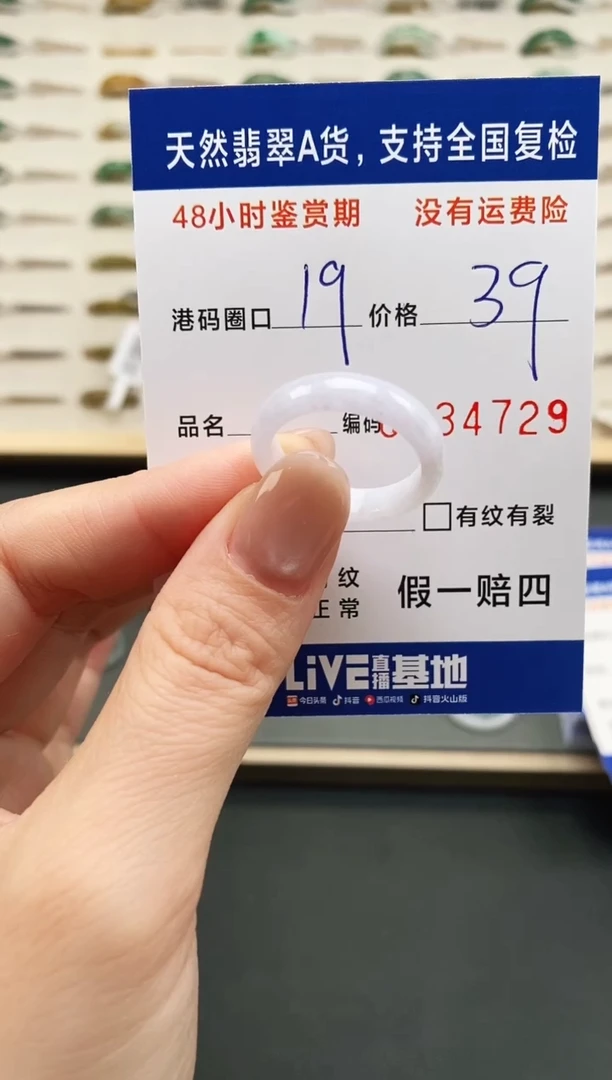 天然翡翠A货，支持全国复检
48小时鉴赏期 没有运费险
港码圈口 19 价格 39
品名 编码 34729
□有纹有裂
纹
正常 假一赔四
LiVE直播基地
今日头条 抖音 西瓜视频 抖音火山版